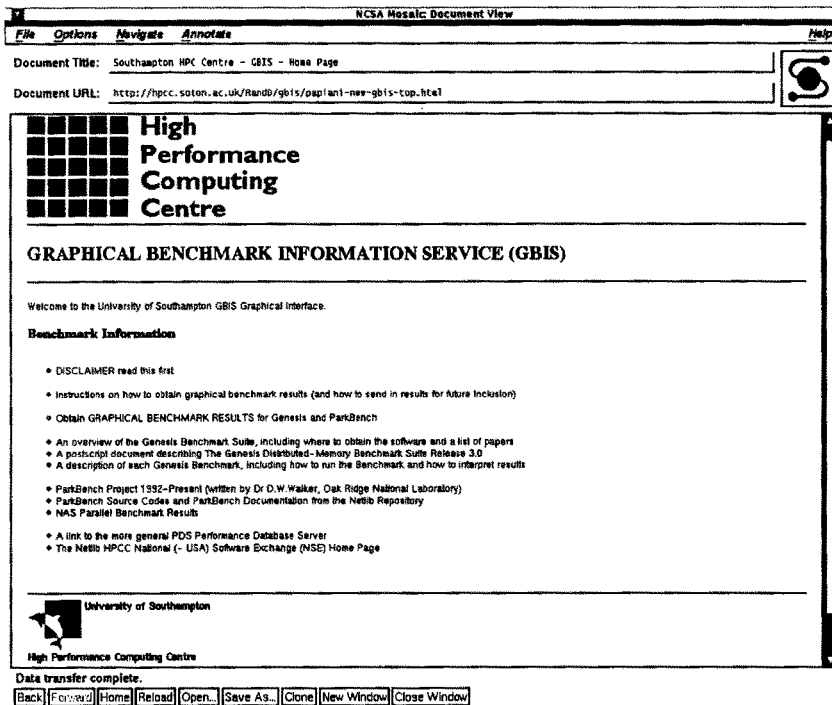 NCSA Mosaic: Document View
File Options Navigate Annotate Help
Document Title: Southampton HPC Centre - GBIS - Home Page
Document URL: http://hpcc.soton.ac.uk/RandD/gbis/papiani-new-gbis-top.html
High
Performance
Computing
Centre
GRAPHICAL BENCHMARK INFORMATION SERVICE (GBIS)
Welcome to the University of Southampton GBIS Graphical Interface.
Benchmark Information
• DISCLAIMER read this first
• Instructions on how to obtain graphical benchmark results (and how to send in results for future inclusion)
• Obtain GRAPHICAL BENCHMARK RESULTS for Genesis and ParkBench
• An overview of the Genesis Benchmark Suite, including where to obtain the software and a list of papers
• A postscript document describing The Genesis Distributed-Memory Benchmark Suite Release 3.0
• A description of each Genesis Benchmark, including how to run the Benchmark and how to interpret results
• ParkBench Project 1992-Present (written by Dr D.W.Walker, Oak Ridge National Laboratory)
• ParkBench Source Codes and ParkBench Documentation from the Netlib Repository
• NAS Parallel Benchmark Results
• A link to the more general PDS Performance Database Server
• The Netlib HPCC National (- USA) Software Exchange (NSE) Home Page
University of Southampton
High Performance Computing Centre
Data transfer complete.
Back Forward Home Reload Open... Save As... Clone New Window Close Window